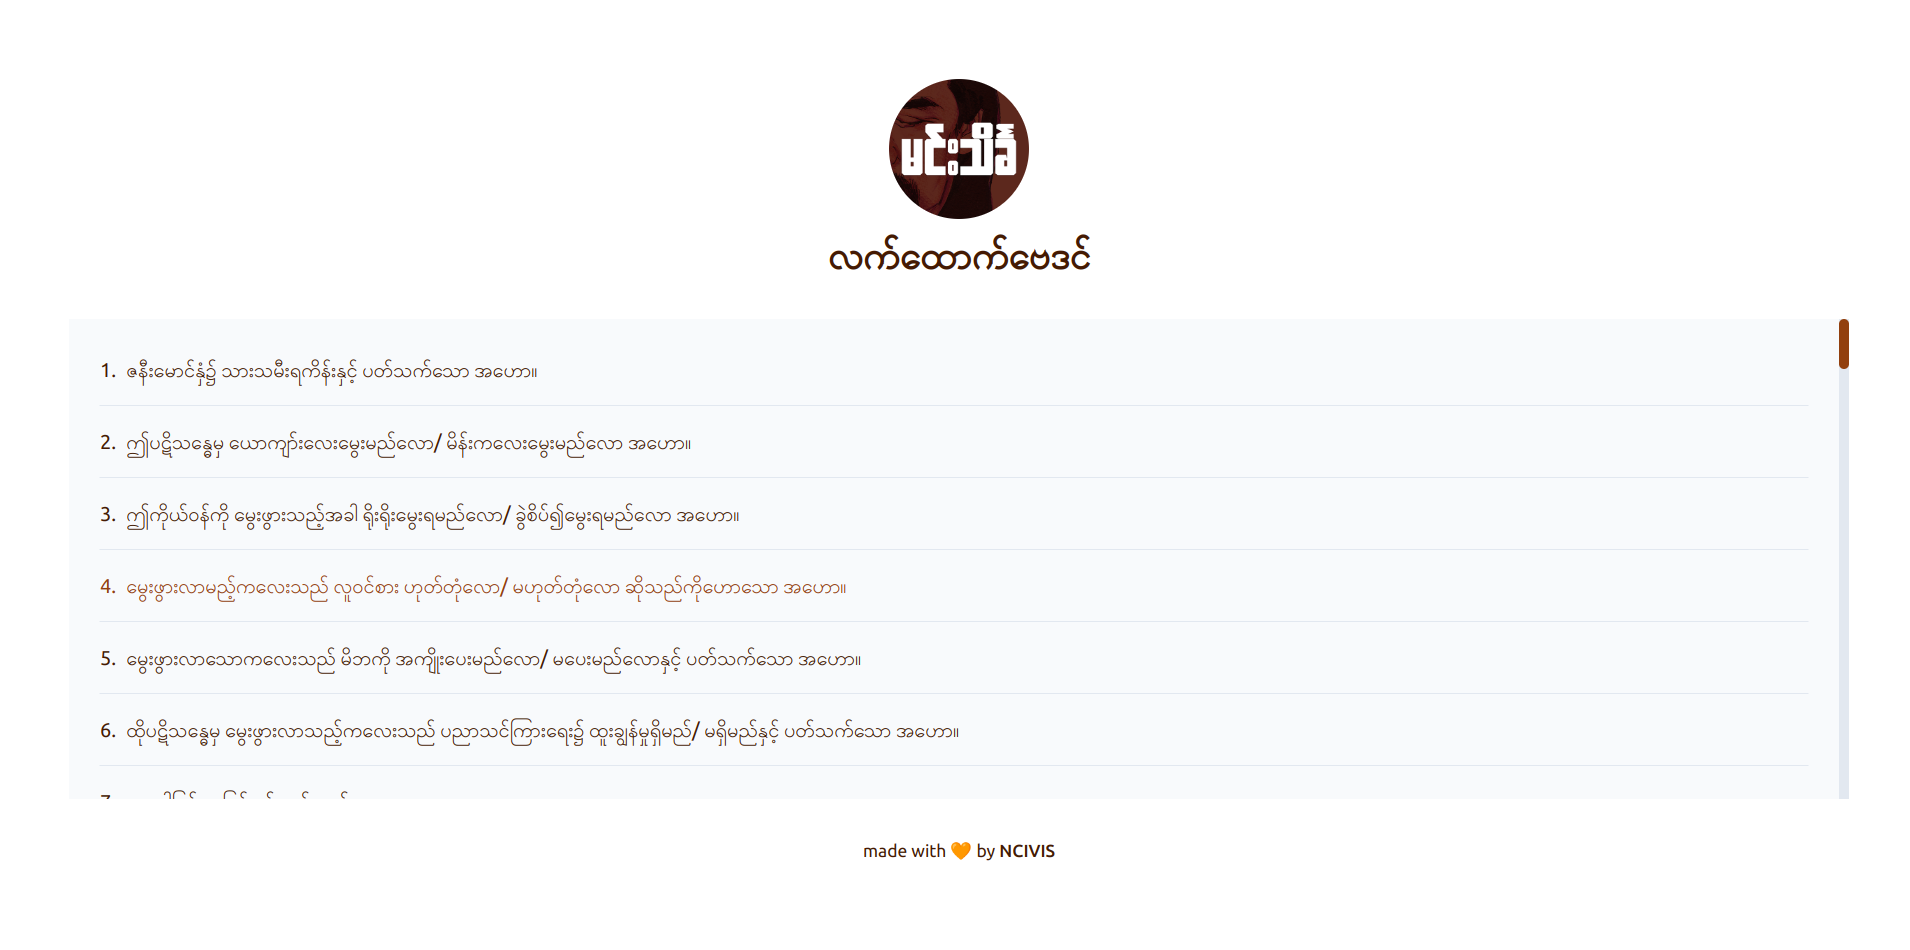 မင်းသိင်္ခ
လက်ထောက်ဗေဒင်
1. ဇနီးမောင်နှံ၌ သားသမီးရကိန်းနှင့် ပတ်သက်သော အဟော။
2. ဤပဋိသန္ဓေမှ ယောကျာ်းလေးမွေးမည်လော/ မိန်းကလေးမွေးမည်လော အဟော။
3. ဤကိုယ်ဝန်ကို မွေးဖွားသည့်အခါ ရိုးရိုးမွေးရမည်လော/ ခွဲစိပ်၍မွေးရမည်လော အဟော။
4. မွေးဖွားလာမည့်ကလေးသည် လူဝင်စား ဟုတ်တုံလော/ မဟုတ်တုံလော ဆိုသည်ကိုဟောသော အဟော။
5. မွေးဖွားလာသောကလေးသည် မိဘကို အကျိုးပေးမည်လော/ မပေးမည်လောနှင့် ပတ်သက်သော အဟော။
6. ထိုပဋိသန္ဓေမှ မွေးဖွားလာသည့်ကလေးသည် ပညာသင်ကြားရေး၌ ထူးချွန်မှုရှိမည်/ မရှိမည်နှင့် ပတ်သက်သော အဟော။
made with 🧡 by NCIVIS